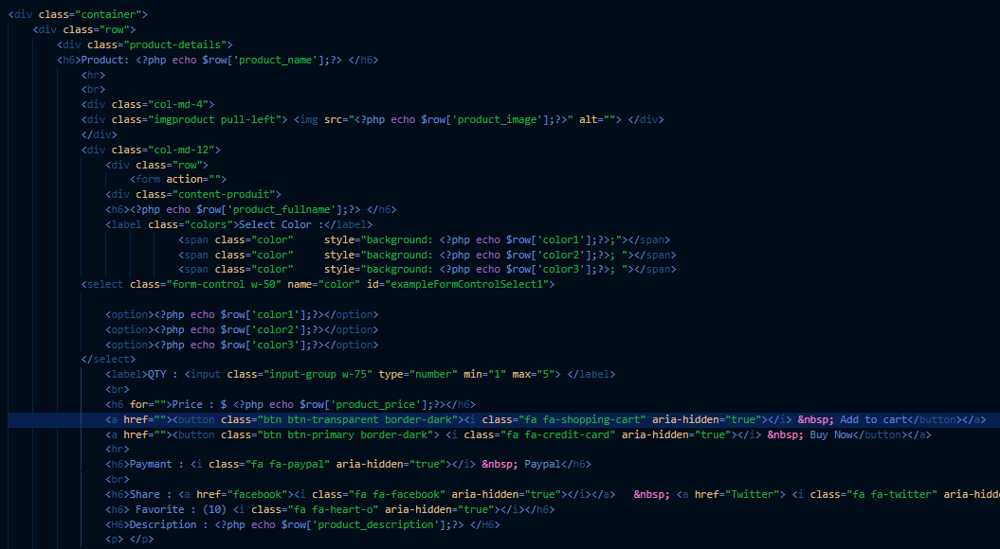 <div class="container">
<div class="row">
<div class="product-details">
<h6>Product: <?php echo $row['product_name'];?> </h6>
<hr>
<br>
<div class="col-md-4">
<div class="imgproduct pull-left"> <img src="<?php echo $row['product_image'];?>" alt=""> </div>
</div>
<div class="col-md-12">
<div class="row">
<form action="">
<div class="content-produit">
<h6><?php echo $row['product_fullname'];?> </h6>
<label class="colors">Select Color :</label>
<span class="color"     style="background: <?php echo $row['color1'];?>;"></span>
<span class="color"     style="background: <?php echo $row['color2'];?>; "></span>
<span class="color"     style="background: <?php echo $row['color3'];?>; "></span>
<select class="form-control w-50" name="color" id="exampleFormControlSelect1">
<option><?php echo $row['color1'];?></option>
<option><?php echo $row['color2'];?></option>
<option><?php echo $row['color3'];?></option>
</select>
<label>QTY : <input class="input-group w-75" type="number" min="1" max="5"> </label>
<br>
<h6 for="">Price : $ <?php echo $row['product_price'];?></h6>
<a href=""><button class="btn btn-transparent border-dark"><i class="fa fa-shopping-cart" aria-hidden="true"></i> &nbsp; Add to cart</button></a>
<a href=""><button class="btn btn-primary border-dark"> <i class="fa fa-credit-card" aria-hidden="true"></i> &nbsp; Buy Now</button></a>
<hr>
<h6>Paymant : <i class="fa fa-paypal" aria-hidden="true"></i> &nbsp; Paypal</h6>
<br>
<h6>Share : <a href="facebook"><i class="fa fa-facebook" aria-hidden="true"></i></a>   &nbsp; <a href="Twitter"> <i class="fa fa-twitter" aria-hidd
<h6> Favorite : (10) <i class="fa fa-heart-o" aria-hidden="true"></i></h6>
<H6>Description : <?php echo $row['product_description'];?> </H6>
<p> </p>